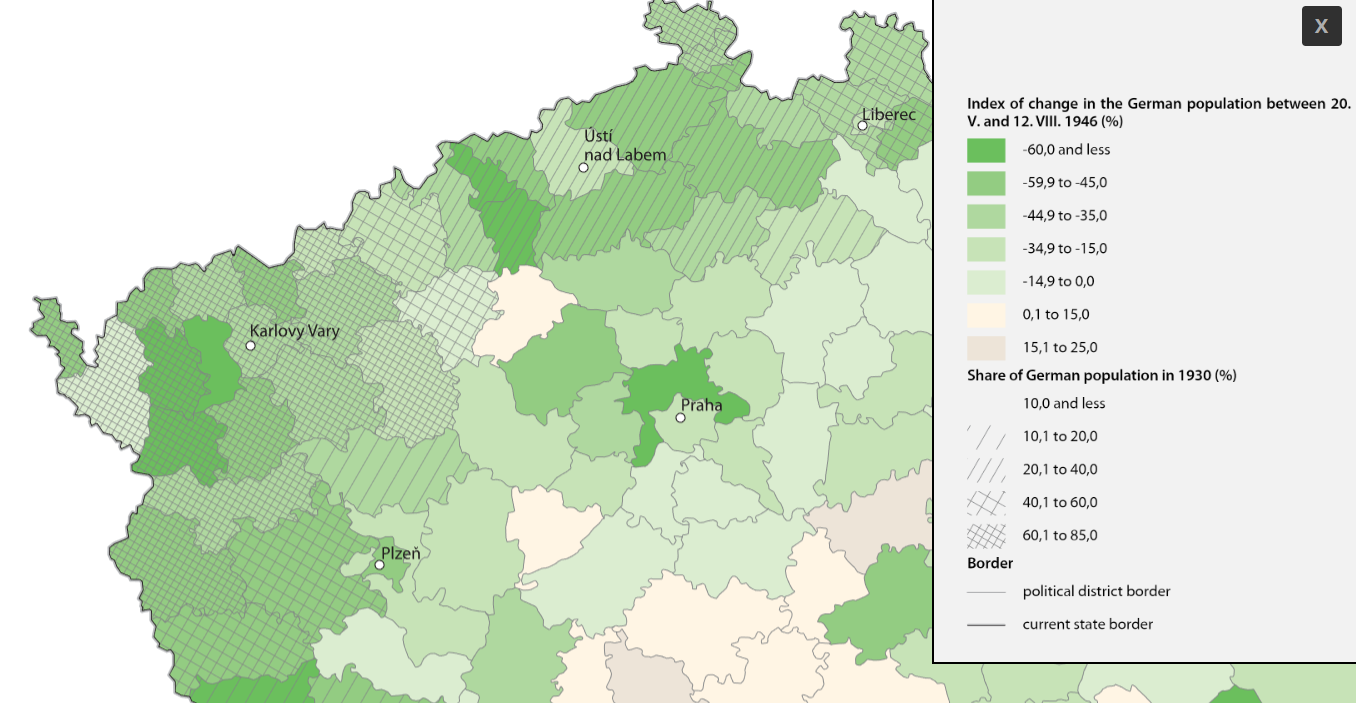 X
Index of change in the German population between 20.
V. and 12. VIII. 1946 (%)
-60,0 and less
-59,9 to -45,0
-44,9 to -35,0
-34,9 to -15,0
-14,9 to 0,0
0,1 to 15,0
15,1 to 25,0
Share of German population in 1930 (%)
10,0 and less
10,1 to 20,0
20,1 to 40,0
40,1 to 60,0
60,1 to 85,0
Border
political district border
current state border
Liberec
Ústí
nad Labem
Karlovy Vary
Praha
Plzeň